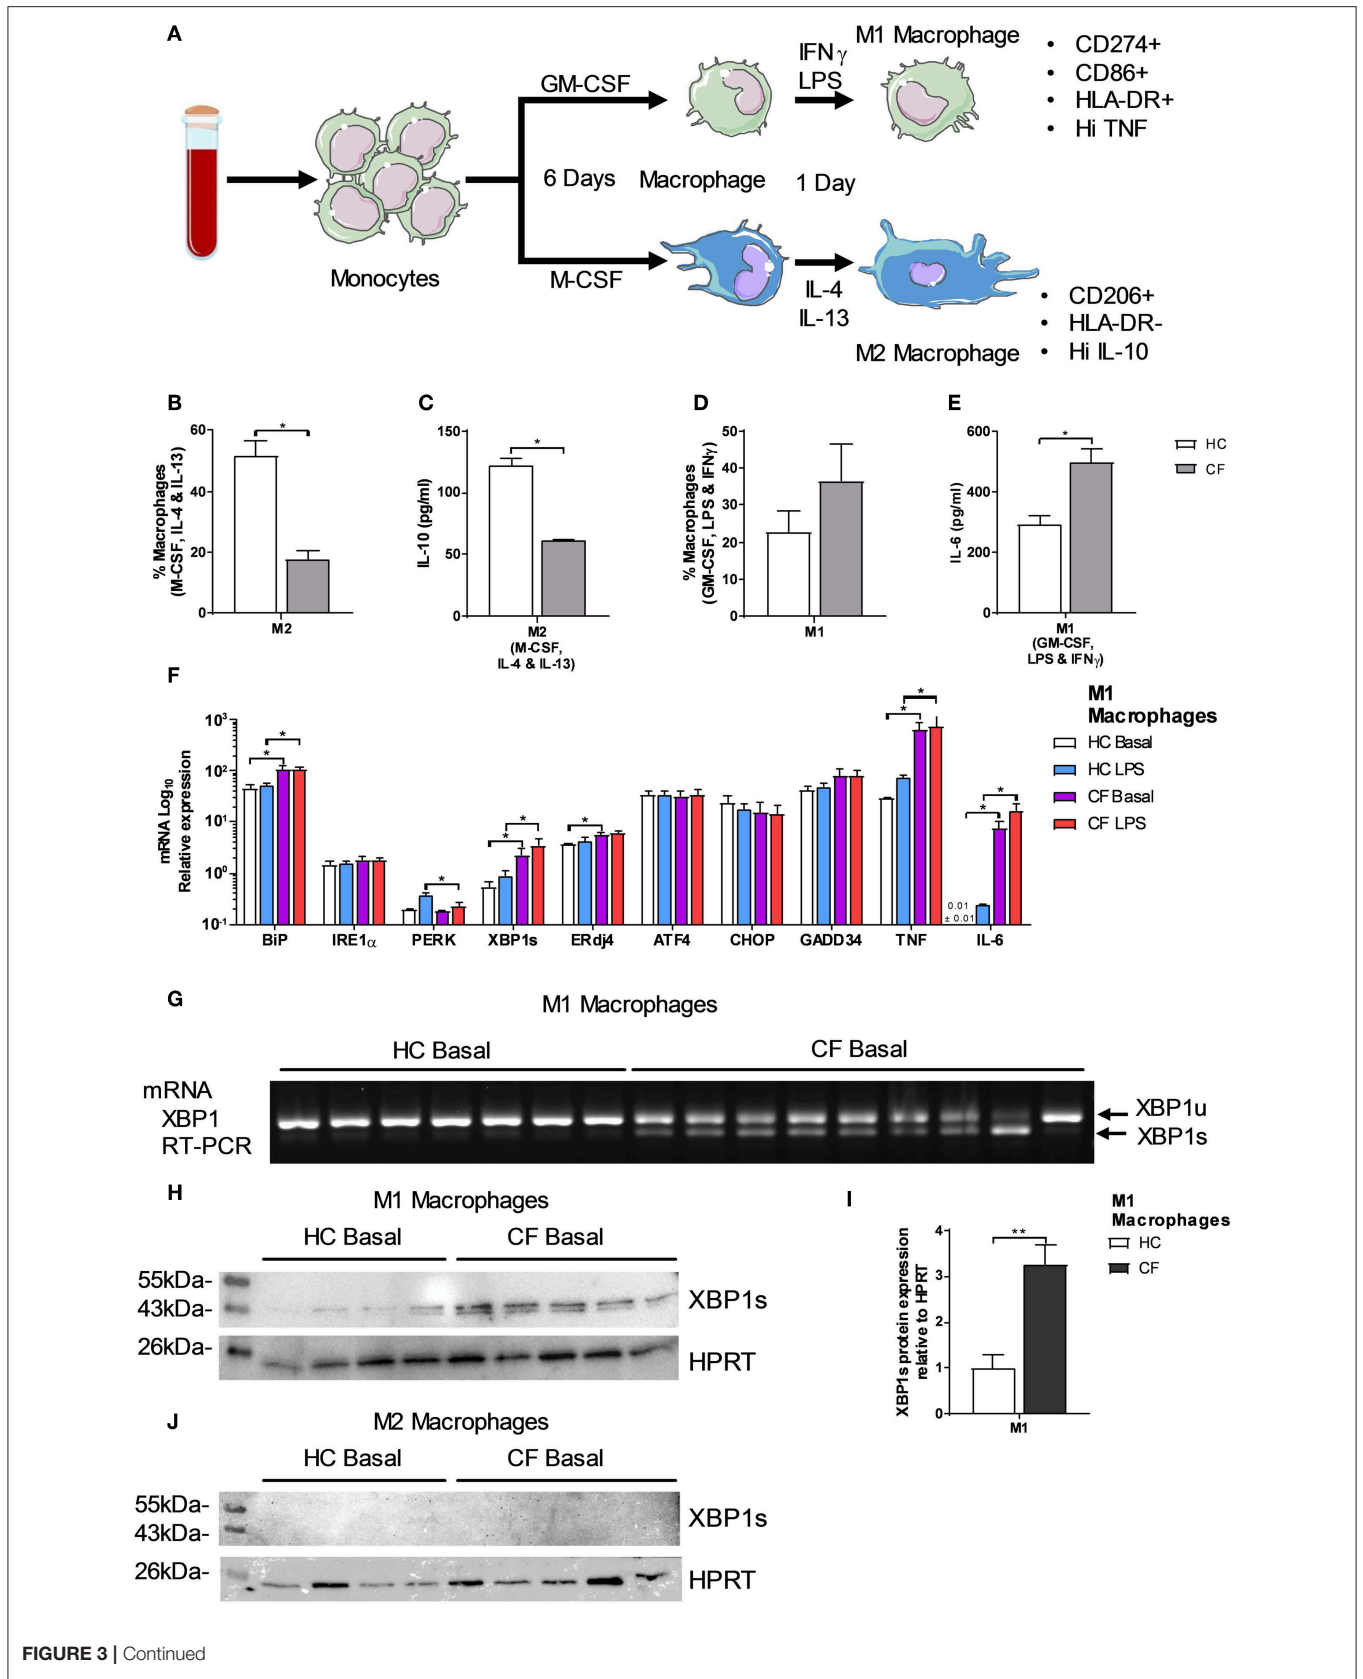 A
GM-CSF
IFN γ
LPS
M1 Macrophage
• CD274+
• CD86+
• HLA-DR+
• Hi TNF
6 Days
Macrophage
1 Day
Monocytes
M-CSF
IL-4
IL-13
M2 Macrophage
• CD206+
• HLA-DR-
• Hi IL-10
B
% Macrophages
(M-CSF, IL-4 & IL-13)
60
40
20
0
*
M2
C
IL-10 (pg/ml)
150
100
50
0
*
M2
(M-CSF,
IL-4 & IL-13)
D
% Macrophages
(GM-CSF, LPS & IFNγ)
50
40
30
20
10
0
M1
E
IL-6 (pg/ml)
600
400
200
0
*
M1
(GM-CSF,
LPS & IFNγ)
HC
CF
F
mRNA Log10
Relative expression
10³
10²
10¹
10⁰
10⁻¹
* * * * * * * * * *
0.01
± 0.01
BiP IRE1α PERK XBP1s ERdj4 ATF4 CHOP GADD34 TNF IL-6
M1
Macrophages
HC Basal
HC LPS
CF Basal
CF LPS
G
M1 Macrophages
HC Basal CF Basal
mRNA
XBP1
RT-PCR
XBP1u
XBP1s
H
M1 Macrophages
HC Basal CF Basal
55kDa-
43kDa-
XBP1s
26kDa-
HPRT
I
XBP1s protein expression
relative to HPRT
4
3
2
1
0
**
M1
M1
Macrophages
HC
CF
J
M2 Macrophages
HC Basal CF Basal
55kDa-
43kDa-
XBP1s
26kDa-
HPRT
FIGURE 3 | Continued